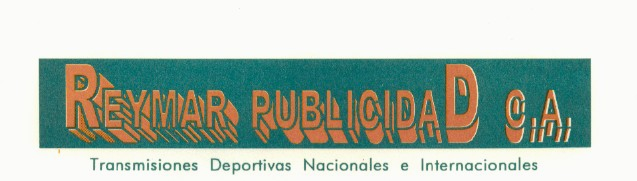 REYMAR PUBLICIDAD C.A.
Transmisiones Deportivas Nacionales e Internacionales